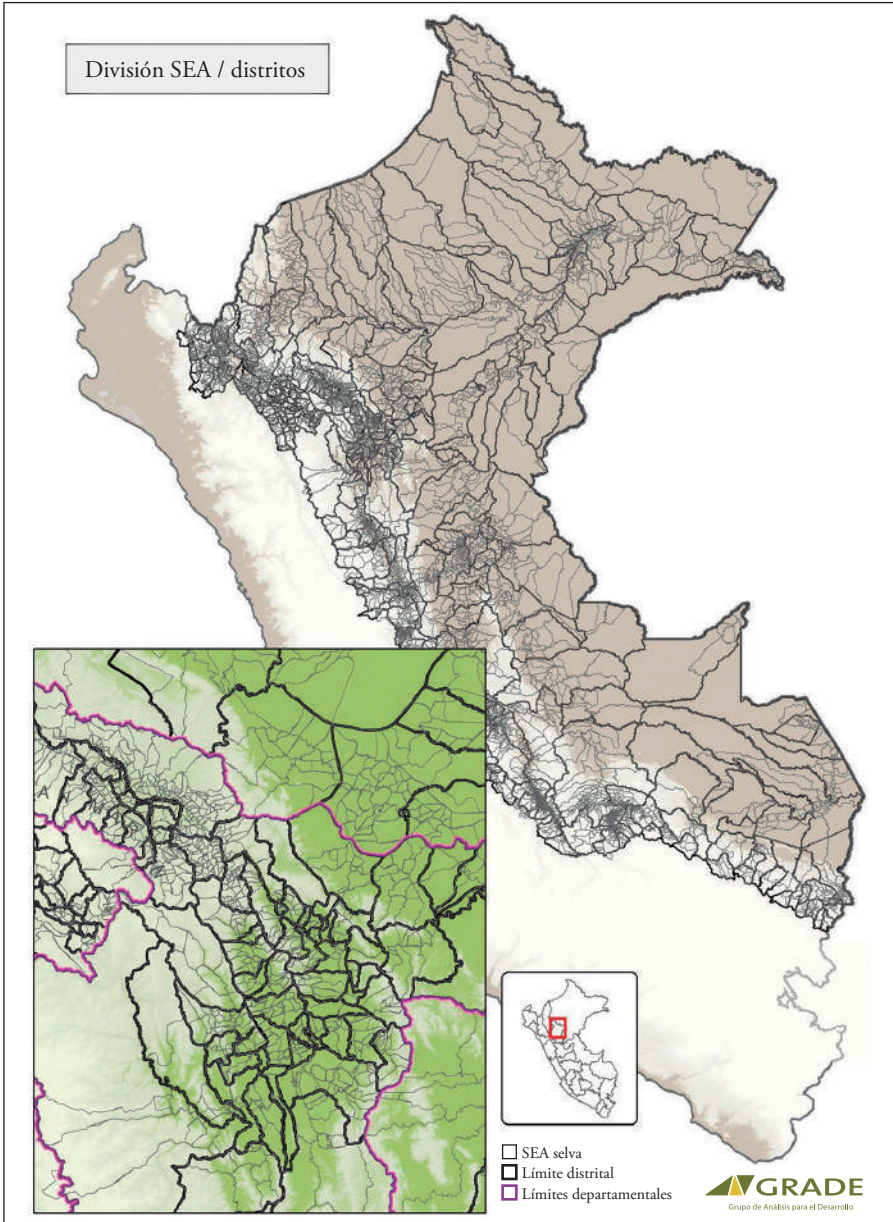 División SEA / distritos
SEA selva
Límite distrital
Límites departamentales
GRADE
Grupo de Análisis para el Desarrollo